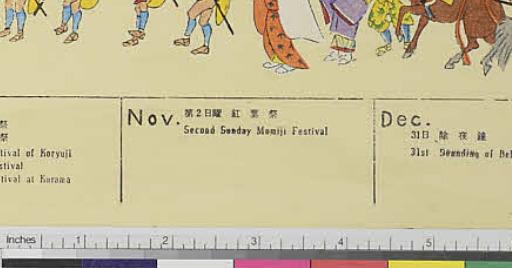 祭
祭
tival of Koryuji
stival
tival at Kurama
Nov. 第2日曜 紅葉祭
Second Sunday Momiji Festival
Dec.
31日 除夜鐘
31st Sounding of Bel
Inches 1 2 3 4 5